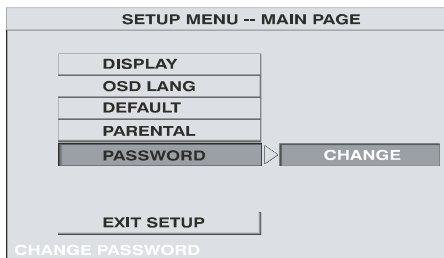 SETUP MENU -- MAIN PAGE
DISPLAY
OSD LANG
DEFAULT
PARENTAL
PASSWORD CHANGE
EXIT SETUP
CHANGE PASSWORD